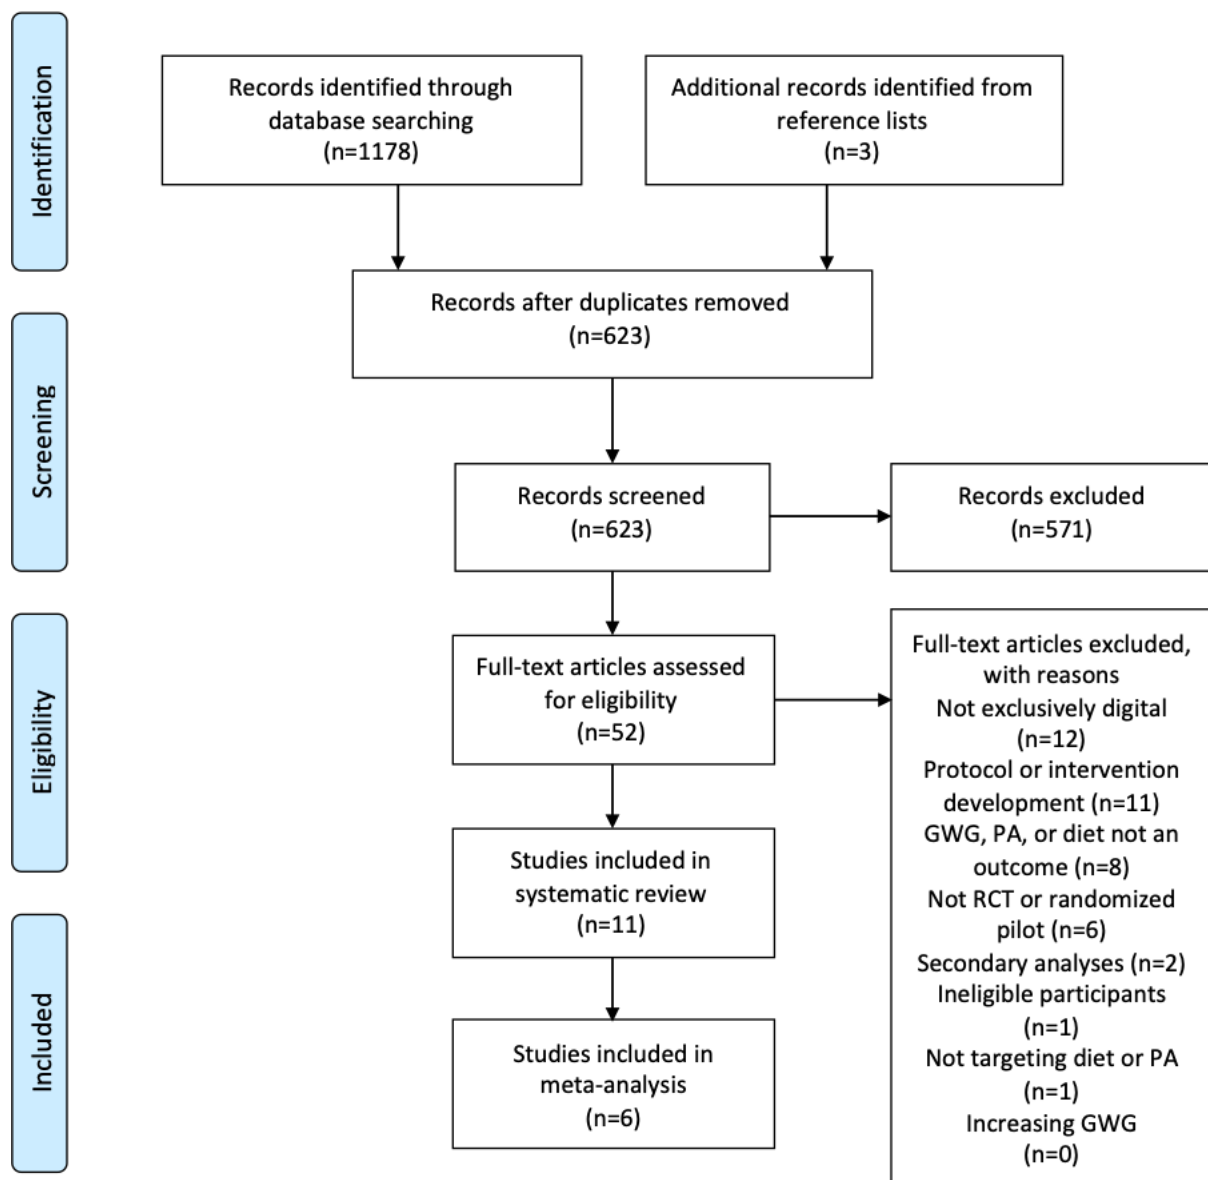 Identification
Records identified through
database searching
(n=1178)
Additional records identified from
reference lists
(n=3)
Records after duplicates removed
(n=623)
Screening
Records screened
(n=623)
Records excluded
(n=571)
Eligibility
Full-text articles assessed
for eligibility
(n=52)
Full-text articles excluded,
with reasons
Not exclusively digital
(n=12)
Protocol or intervention
development (n=11)
GWG, PA, or diet not an
outcome (n=8)
Not RCT or randomized
pilot (n=6)
Secondary analyses (n=2)
Ineligible participants
(n=1)
Not targeting diet or PA
(n=1)
Increasing GWG
(n=0)
Studies included in
systematic review
(n=11)
Included
Studies included in
meta-analysis
(n=6)